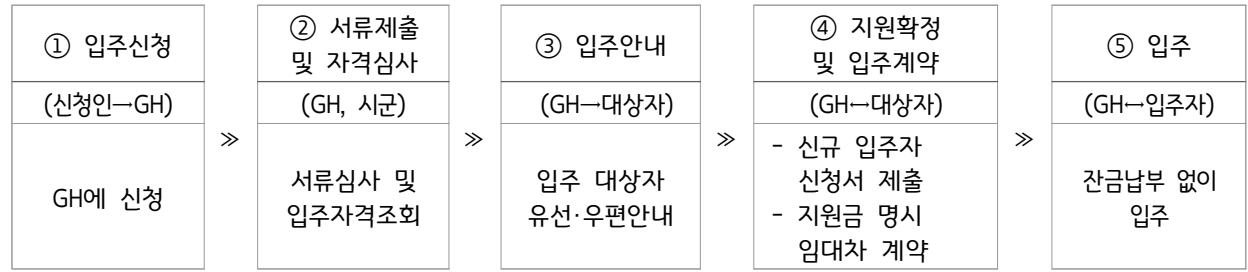 ① 입주신청
(신청인→GH)
GH에 신청
≫
② 서류제출
및 자격심사
(GH, 시군)
서류심사 및
입주자격조회
≫
③ 입주안내
(GH→대상자)
입주 대상자
유선·우편안내
≫
④ 지원확정
및 입주계약
(GH↔대상자)
- 신규 입주자
신청서 제출
- 지원금 명시
임대차 계약
≫
⑤ 입주
(GH↔입주자)
잔금납부 없이
입주